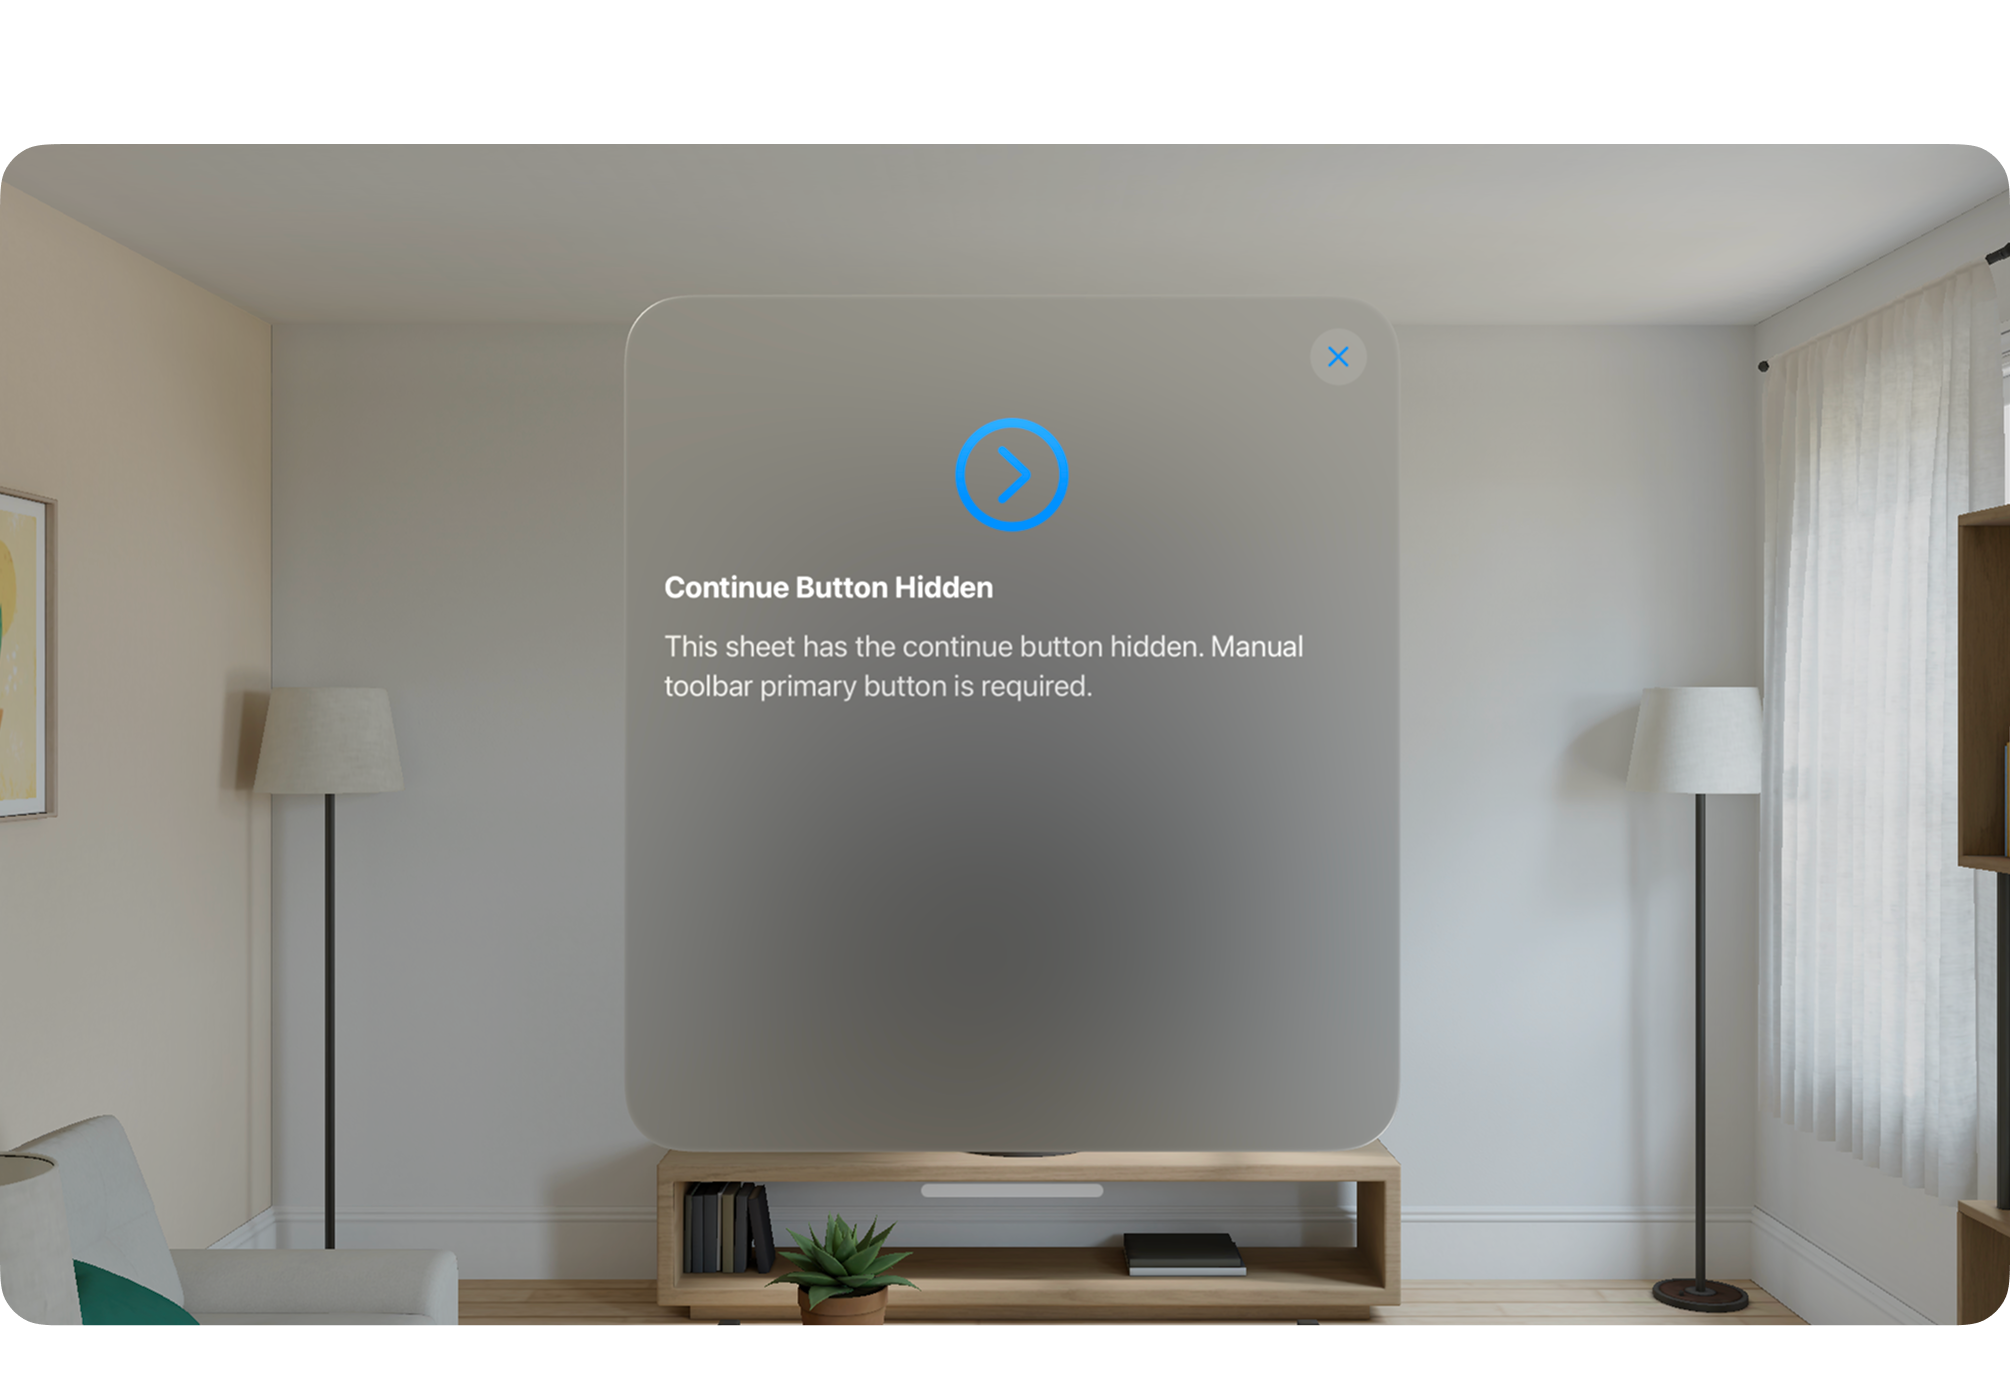 Continue Button Hidden
This sheet has the continue button hidden. Manual
toolbar primary button is required.